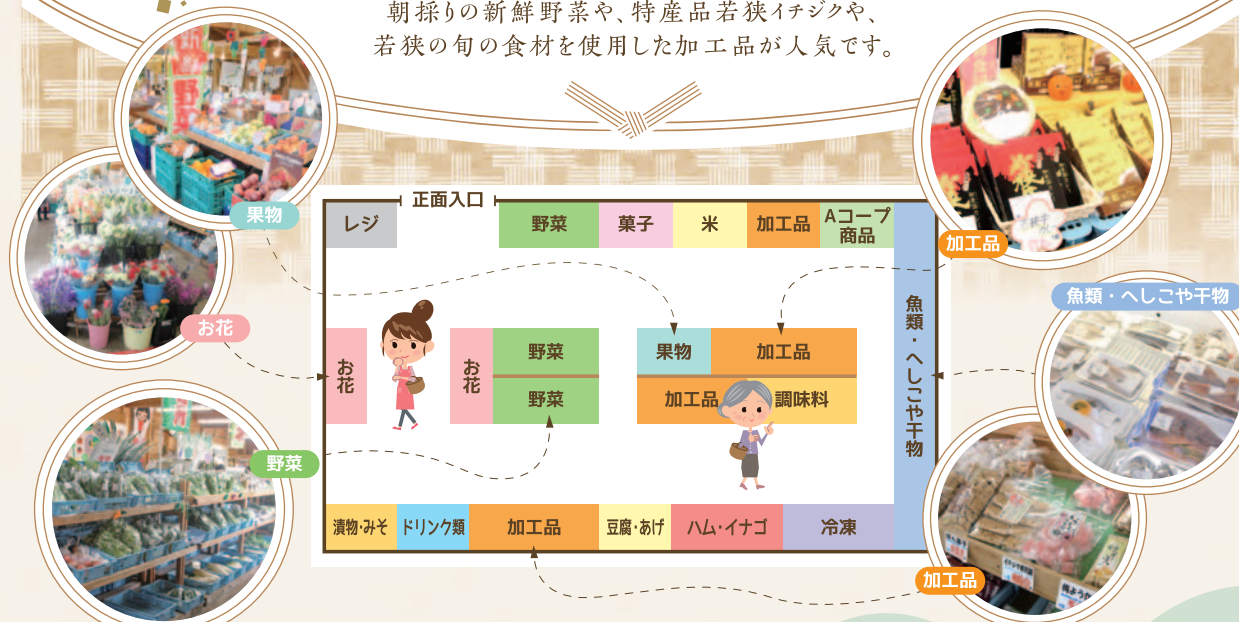 朝採りの新鮮野菜や、特産品若狭イチジクや、
若狭の旬の食材を使用した加工品が人気です。
正面入口
レジ
野菜
菓子
米
加工品
Aコープ
商品
果物
加工品
魚類・へしこや干物
お花
お花
お花
野菜
野菜
果物
加工品
加工品
調味料
魚類・へしこや干物
野菜
漬物・みそ
ドリンク類
加工品
豆腐・あげ
ハム・イナゴ
冷凍
加工品